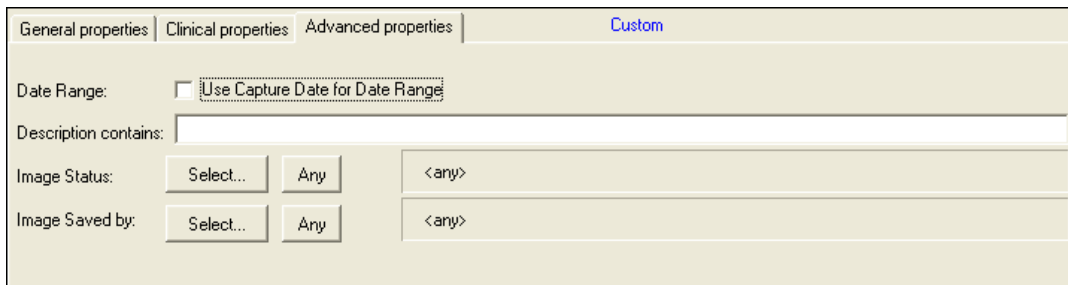 General properties Clinical properties Advanced properties Custom
Date Range: Use Capture Date for Date Range
Description contains:
Image Status: Select... Any <any>
Image Saved by: Select... Any <any>